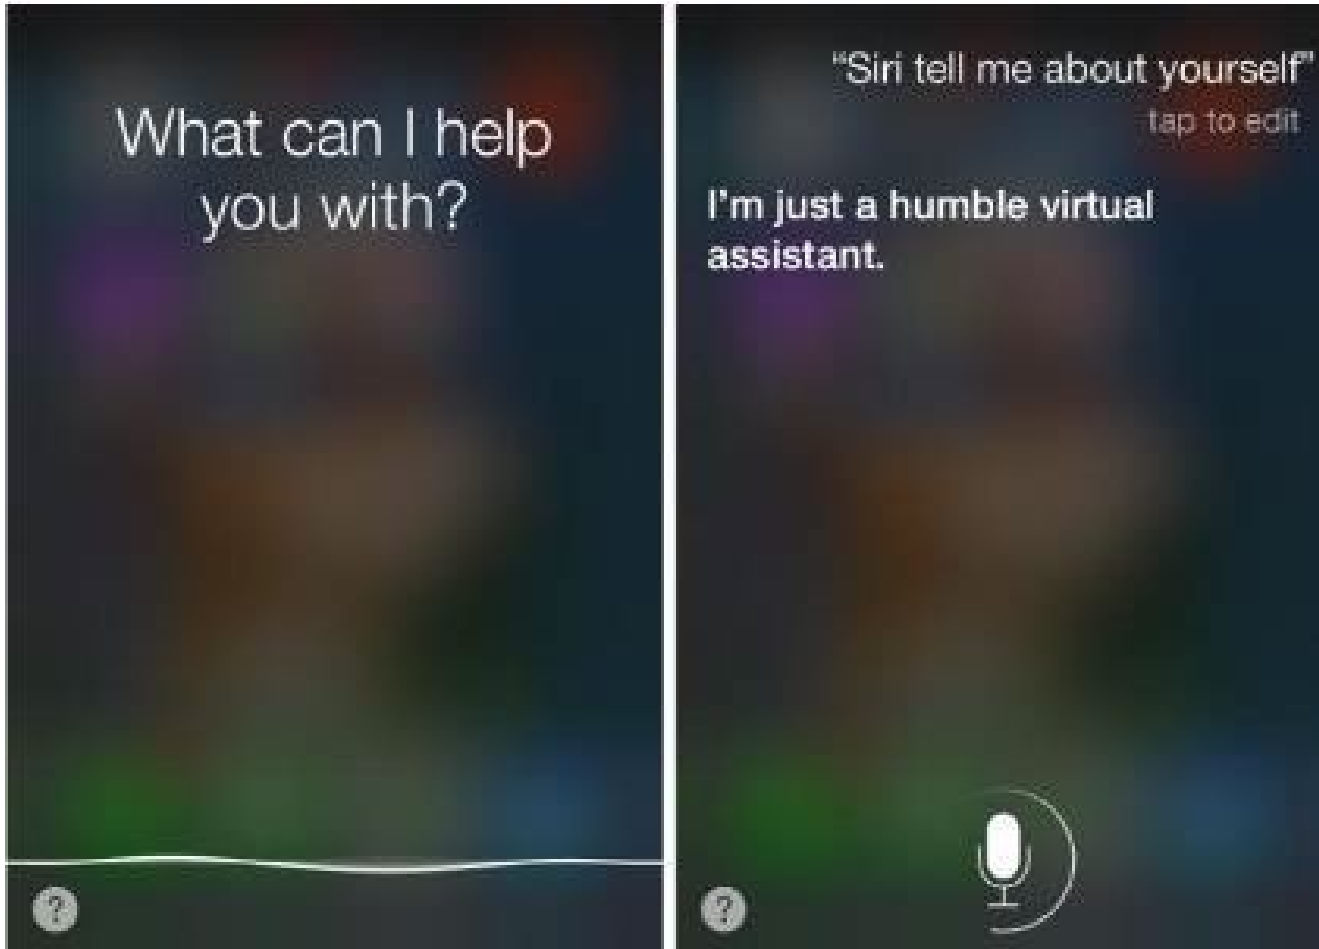 What can I help
you with?
?
“Siri tell me about yourself”
tap to edit
I'm just a humble virtual
assistant.
?